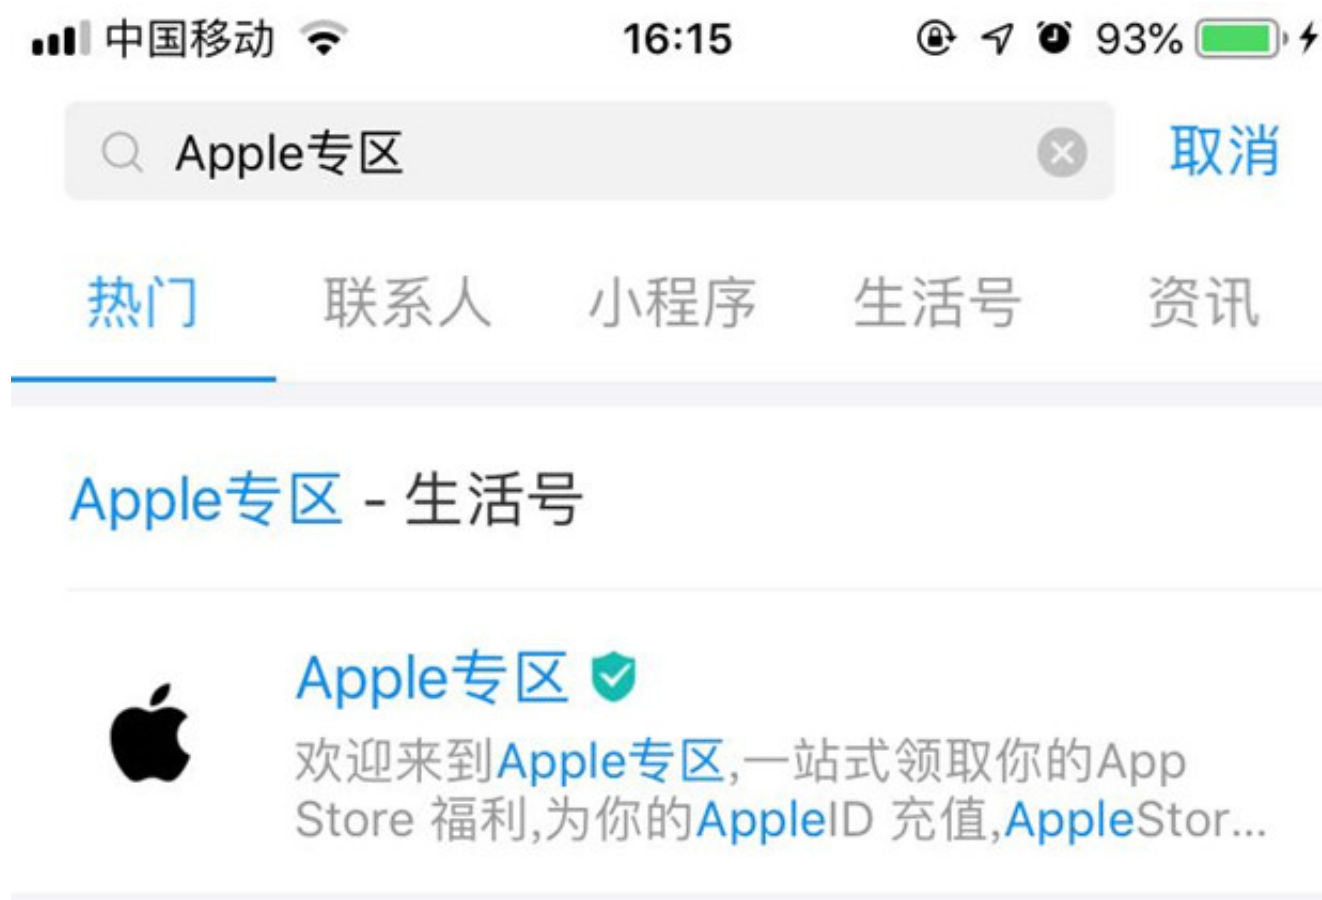 中国移动 16:15 93%
Apple专区 取消
热门 联系人 小程序 生活号 资讯
Apple专区 - 生活号
Apple专区
欢迎来到Apple专区,一站式领取你的App
Store 福利,为你的AppleID 充值,AppleStor...